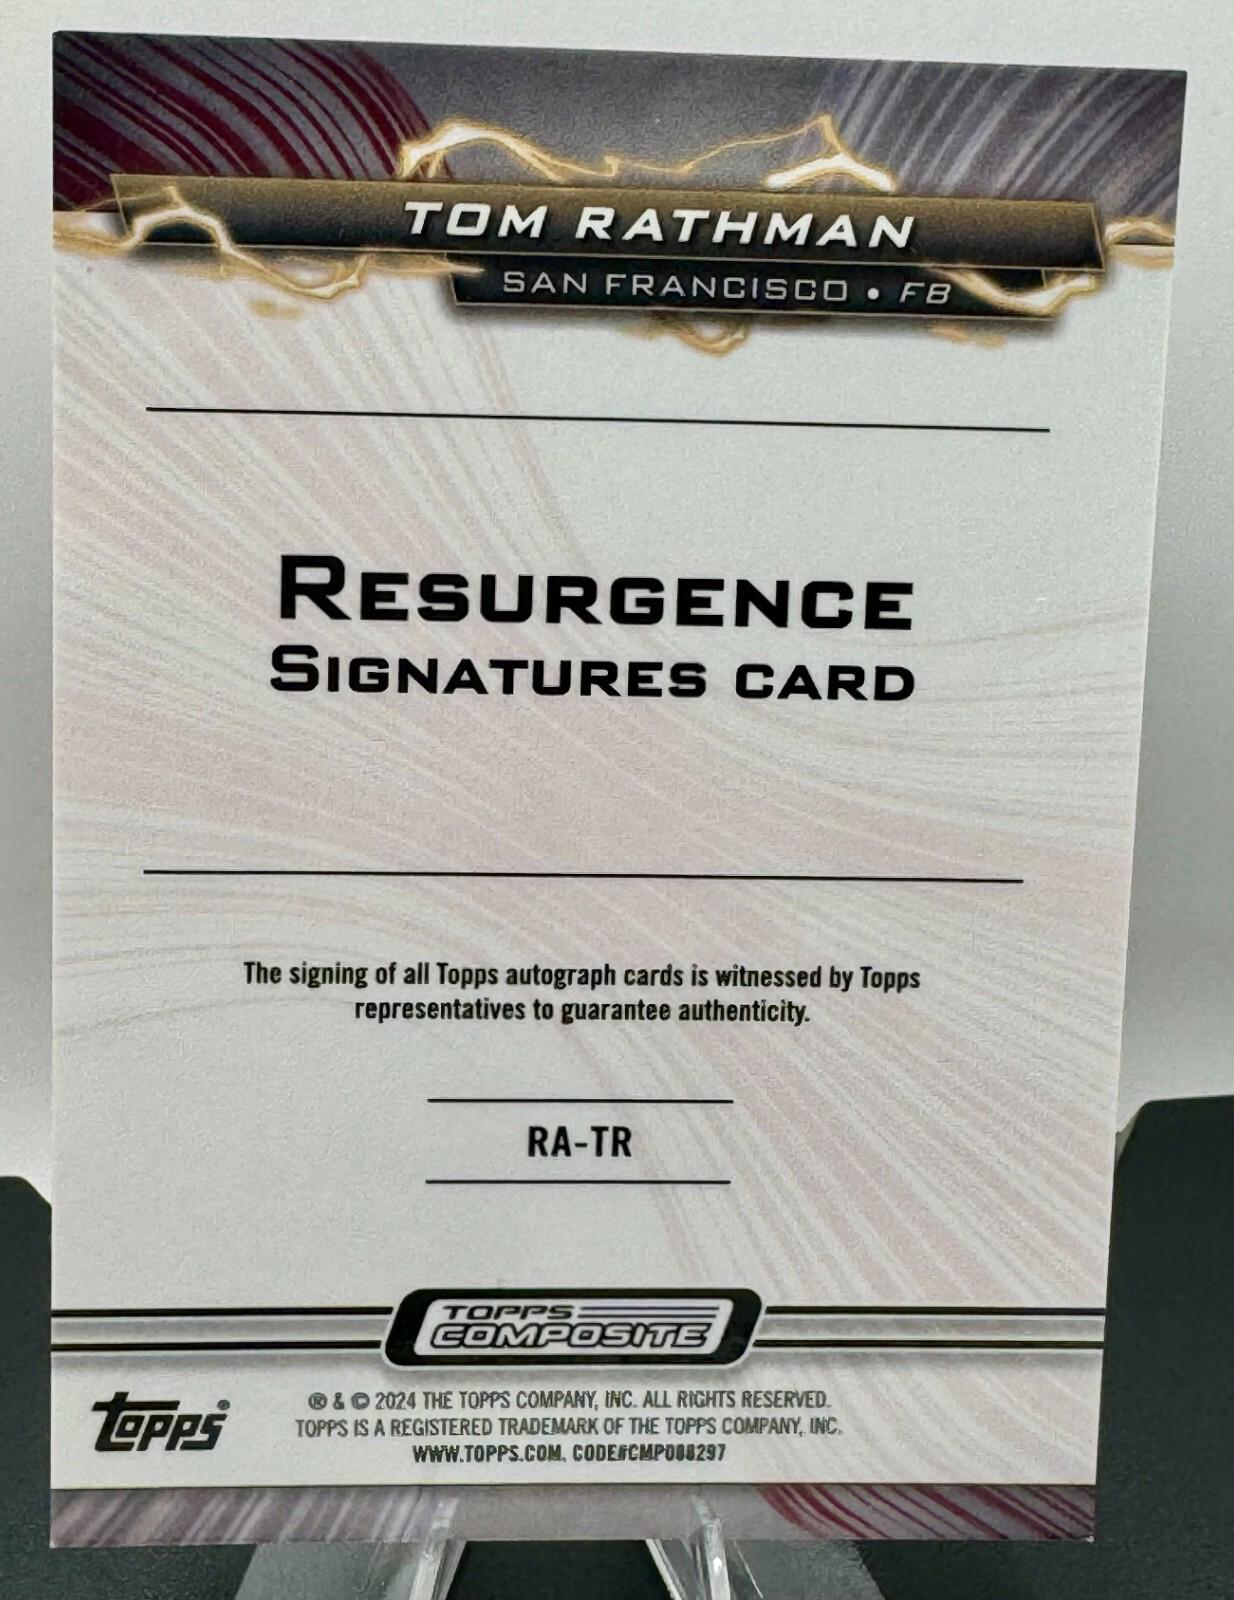 TOM RATHMAN
SAN FRANCISCO • FB
RESURGENCE
SIGNATURES CARD
The signing of all Topps autograph cards is witnessed by Topps
representatives to guarantee authenticity.
RA-TR
TOPPS
COMPOSITE
topps®
® & © 2024 THE TOPPS COMPANY, INC. ALL RIGHTS RESERVED.
TOPPS IS A REGISTERED TRADEMARK OF THE TOPPS COMPANY, INC.
WWW.TOPPS.COM. CODE#CMP088297